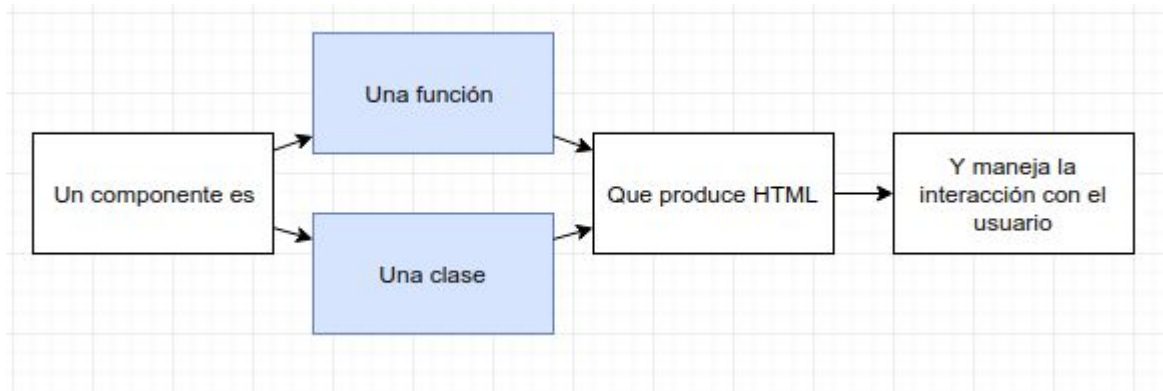 Una función
Un componente es
Una clase
Que produce HTML
Y maneja la
interacción con el
usuario